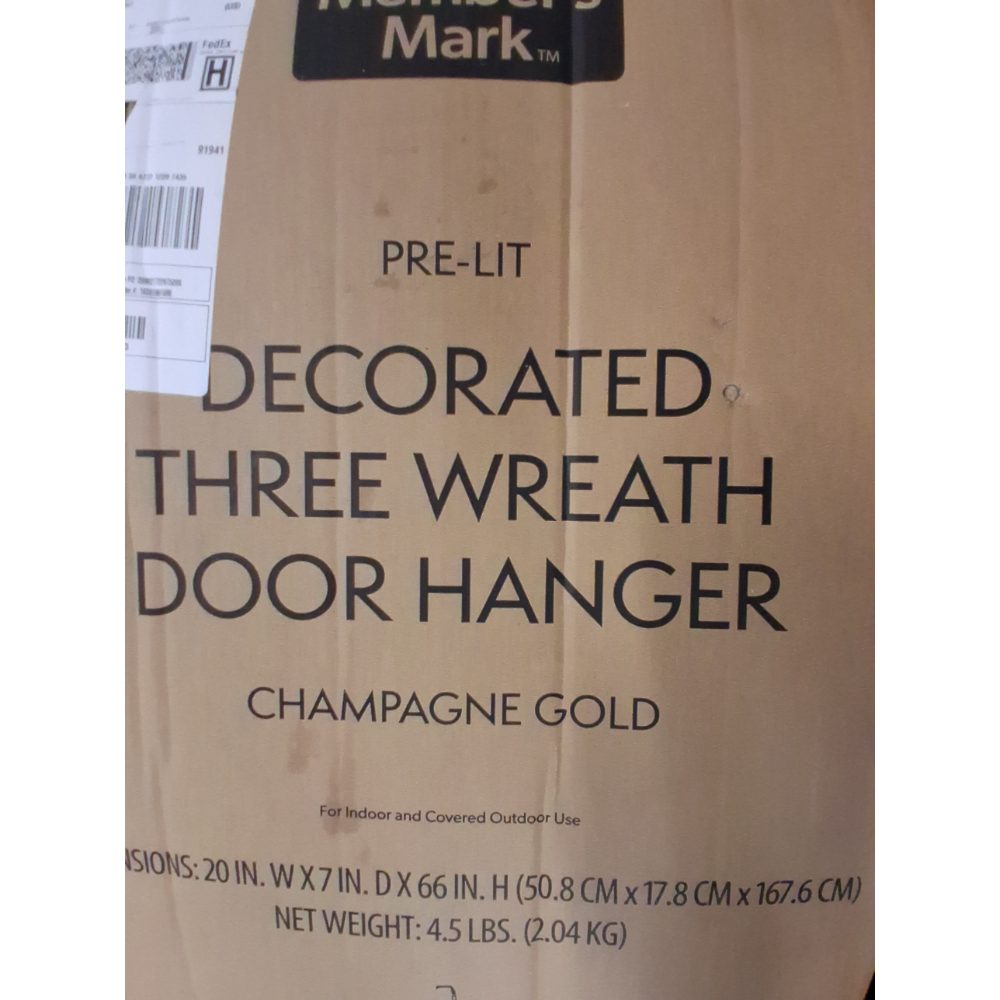 Member's
Mark™
FedEx
H
91941
PRE-LIT
DECORATED
THREE WREATH
DOOR HANGER
CHAMPAGNE GOLD
For Indoor and Covered Outdoor Use
NSIONS: 20 IN. W X 7 IN. D X 66 IN. H (50.8 CM x 17.8 CM x 167.6 CM)
NET WEIGHT: 4.5 LBS. (2.04 KG)